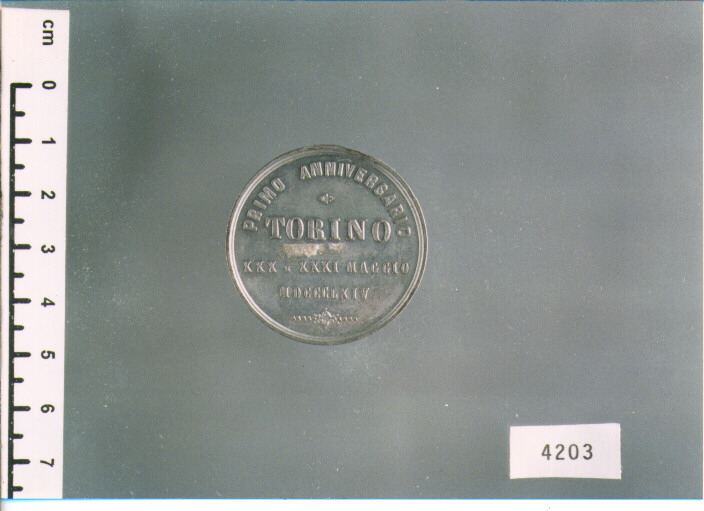 cm
0
1
2
3
4
5
6
7
PRIMO ANNIVERSARIO
TORINO
XXX E XXXI MAGGIO
MDCCCLXIV
4203